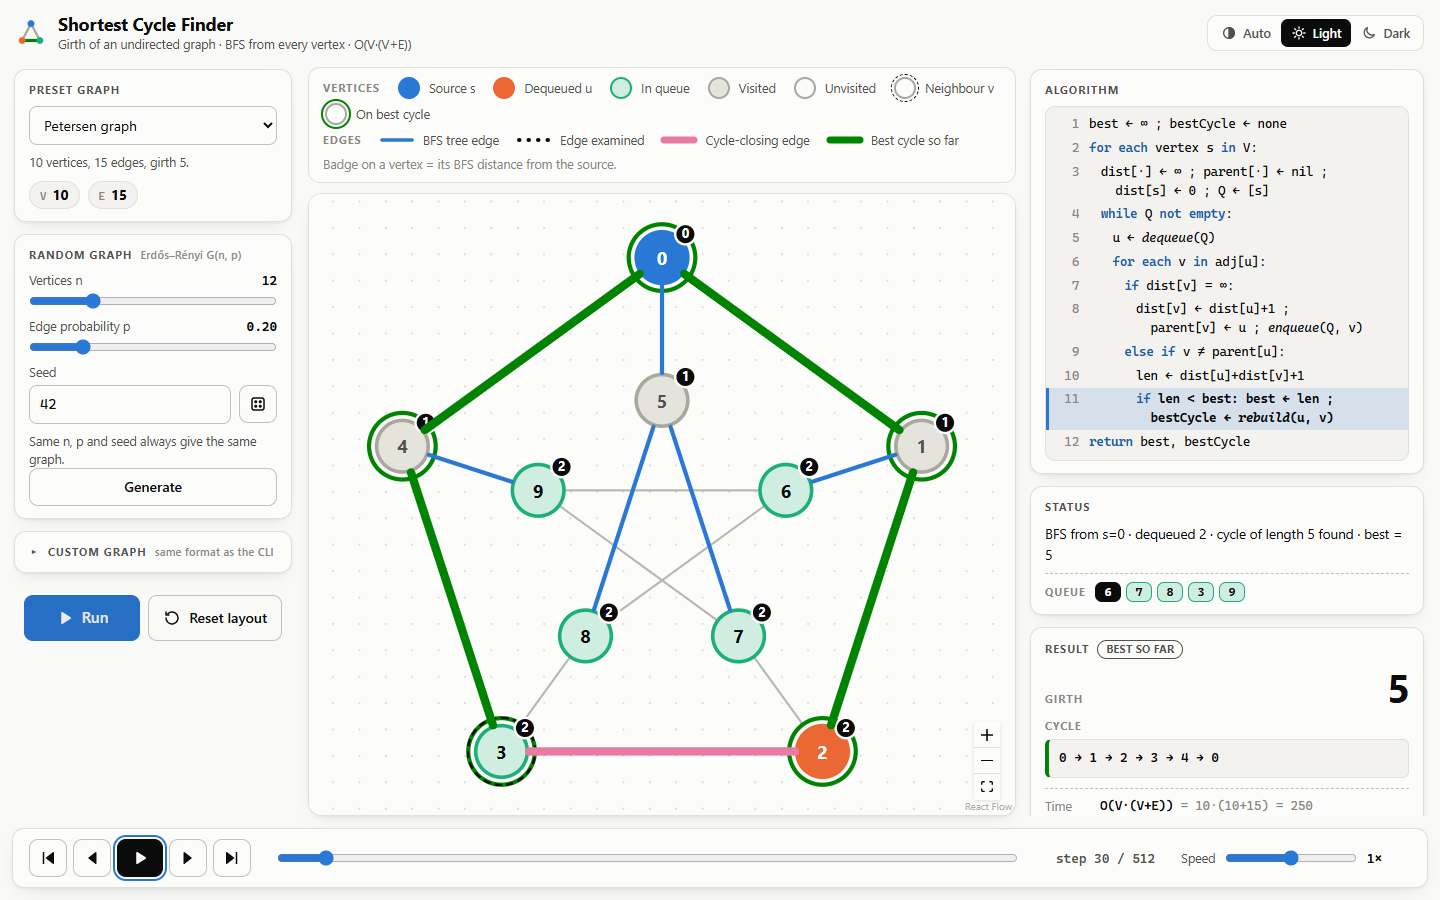 Shortest Cycle Finder
Girth of an undirected graph · BFS from every vertex · O(V·(V+E))
Auto
Light
Dark
PRESET GRAPH
Petersen graph
10 vertices, 15 edges, girth 5.
V 10
E 15
RANDOM GRAPH Erdős–Rényi G(n, p)
Vertices n 12
Edge probability p 0.20
Seed
42
Same n, p and seed always give the same
graph.
Generate
CUSTOM GRAPH same format as the CLI
Run
Reset layout
VERTICES Source s Dequeued u In queue Visited Unvisited Neighbour v
On best cycle
EDGES BFS tree edge Edge examined Cycle-closing edge Best cycle so far
Badge on a vertex = its BFS distance from the source.
0 0
5 1
4 1
1 1
9 2
6 2
8 2
7 2
3 2
2 2
React Flow
ALGORITHM
1 best ← ∞ ; bestCycle ← none
2 for each vertex s in V:
3 dist[·] ← ∞ ; parent[·] ← nil ;
dist[s] ← 0 ; Q ← [s]
4 while Q not empty:
5 u ← dequeue(Q)
6 for each v in adj[u]:
7 if dist[v] = ∞:
8 dist[v] ← dist[u]+1 ;
parent[v] ← u ; enqueue(Q, v)
9 else if v ≠ parent[u]:
10 len ← dist[u]+dist[v]+1
11 if len < best: best ← len ;
bestCycle ← rebuild(u, v)
12 return best, bestCycle
STATUS
BFS from s=0 · dequeued 2 · cycle of length 5 found · best =
5
QUEUE 6 7 8 3 9
RESULT BEST SO FAR
GIRTH 5
CYCLE
0 → 1 → 2 → 3 → 4 → 0
Time O(V·(V+E)) = 10·(10+15) = 250
step 30 / 512
Speed 1×